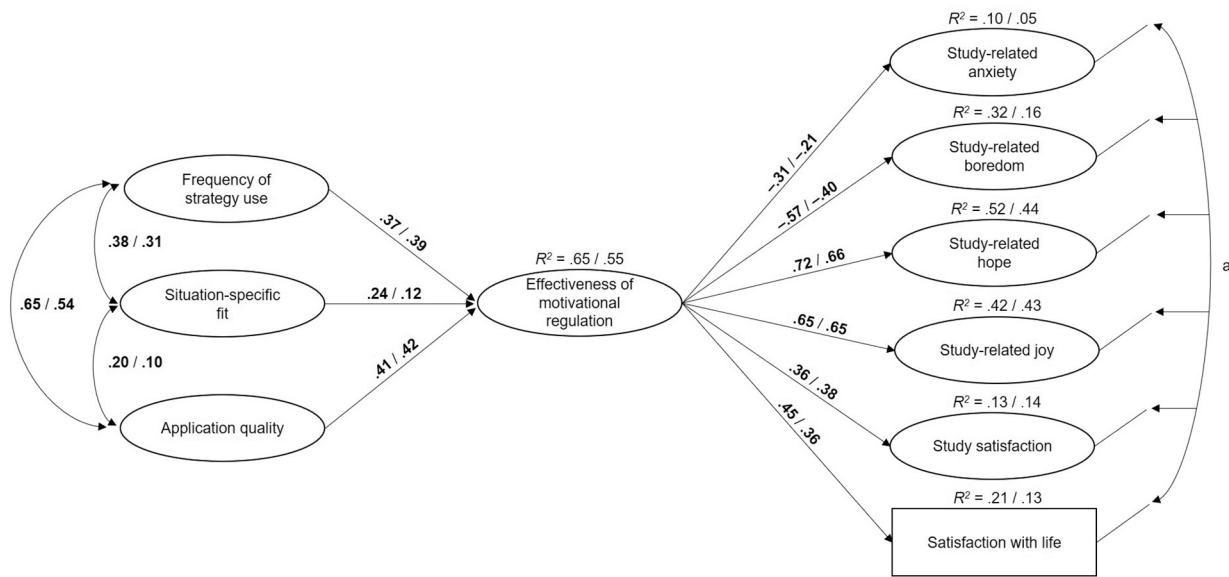 Frequency of
strategy use
.38 / .31
.65 / .54
Situation-specific
fit
.20 / .10
Application quality
.37 / .39
.24 / .12
.41 / .42
R² = .65 / .55
Effectiveness of
motivational
regulation
–.31 / –.21
–.57 / –.40
.72 / .66
.65 / .65
.36 / .38
.45 / .36
R² = .10 / .05
Study-related
anxiety
R² = .32 / .16
Study-related
boredom
R² = .52 / .44
Study-related
hope
R² = .42 / .43
Study-related joy
R² = .13 / .14
Study satisfaction
R² = .21 / .13
Satisfaction with life
a